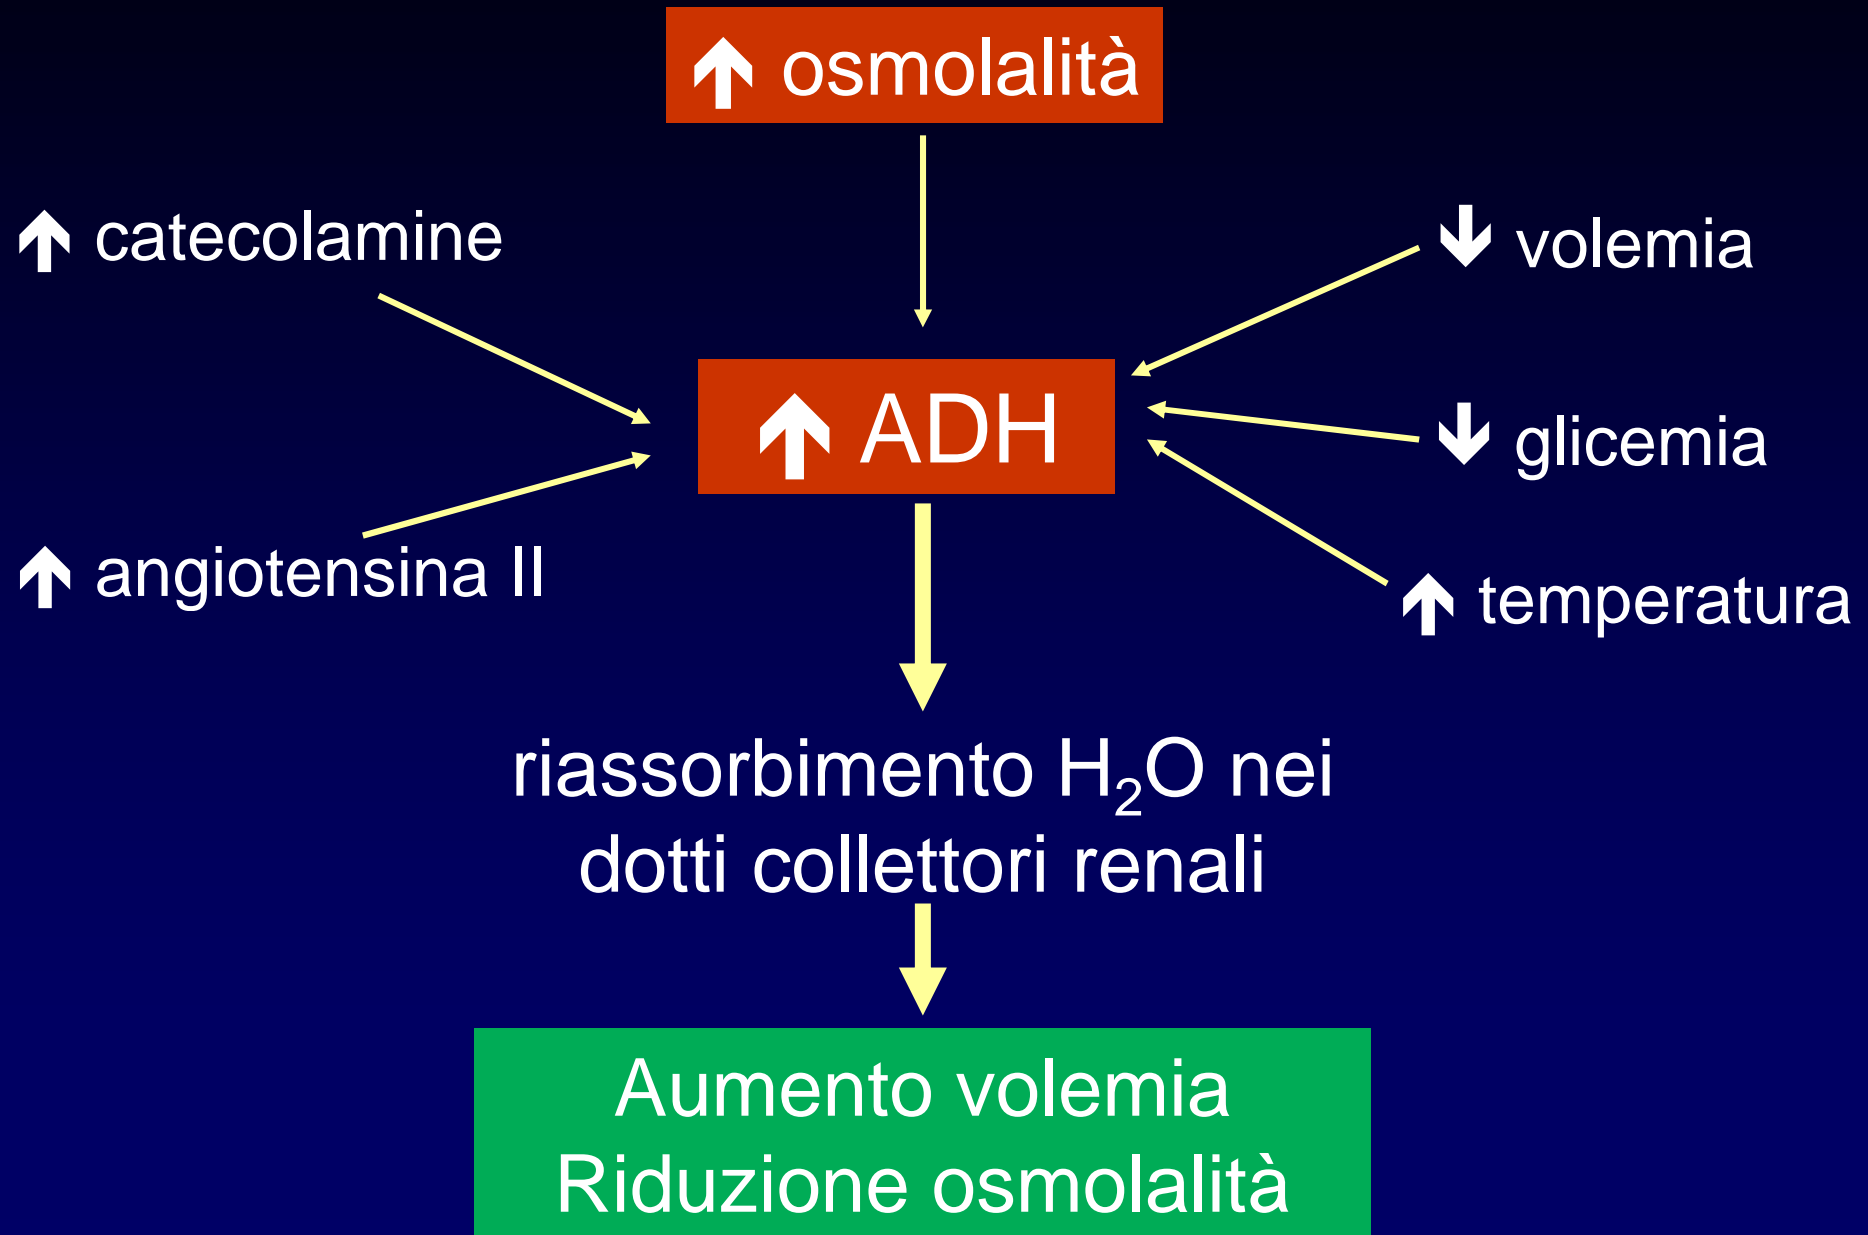 🡹 osmolalità
🡹 catecolamine
🡻 volemia
🡹 ADH
🡻 glicemia
🡹 angiotensina II
🡹 temperatura
riassorbimento H₂O nei
dotti collettori renali
Aumento volemia
Riduzione osmolalità